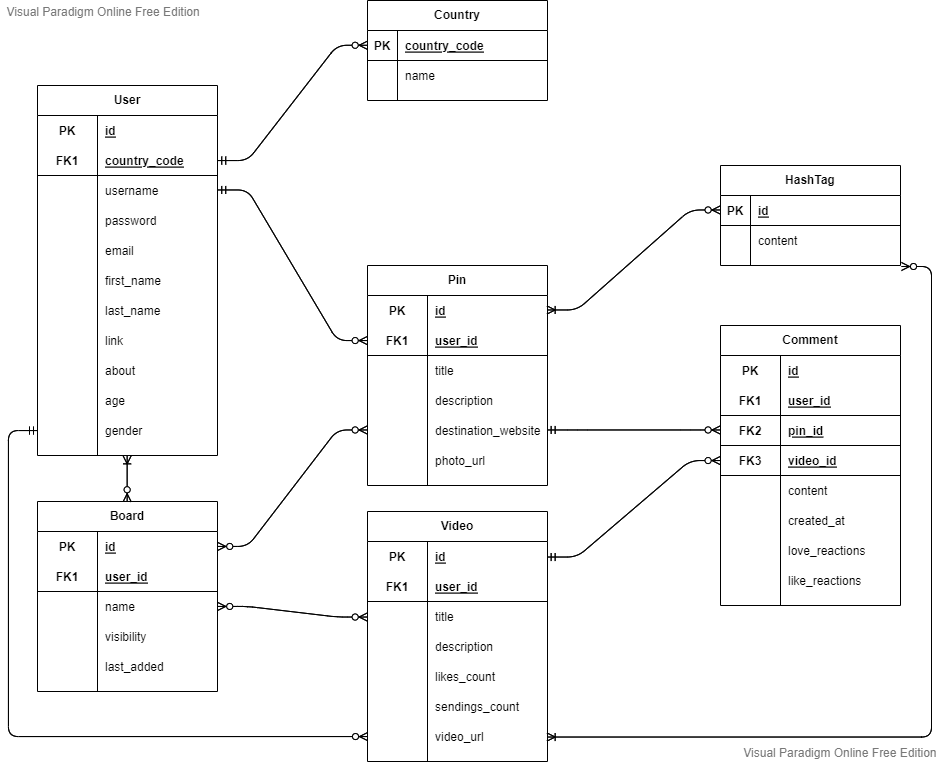 Visual Paradigm Online Free Edition
Country
PK country_code
name
User
PK id
FK1 country_code
username
password
email
first_name
last_name
link
about
age
gender
HashTag
PK id
content
Pin
PK id
FK1 user_id
title
description
destination_website
photo_url
Comment
PK id
FK1 user_id
FK2 pin_id
FK3 video_id
content
created_at
love_reactions
like_reactions
Board
PK id
FK1 user_id
name
visibility
last_added
Video
PK id
FK1 user_id
title
description
likes_count
sendings_count
video_url
Visual Paradigm Online Free Edition